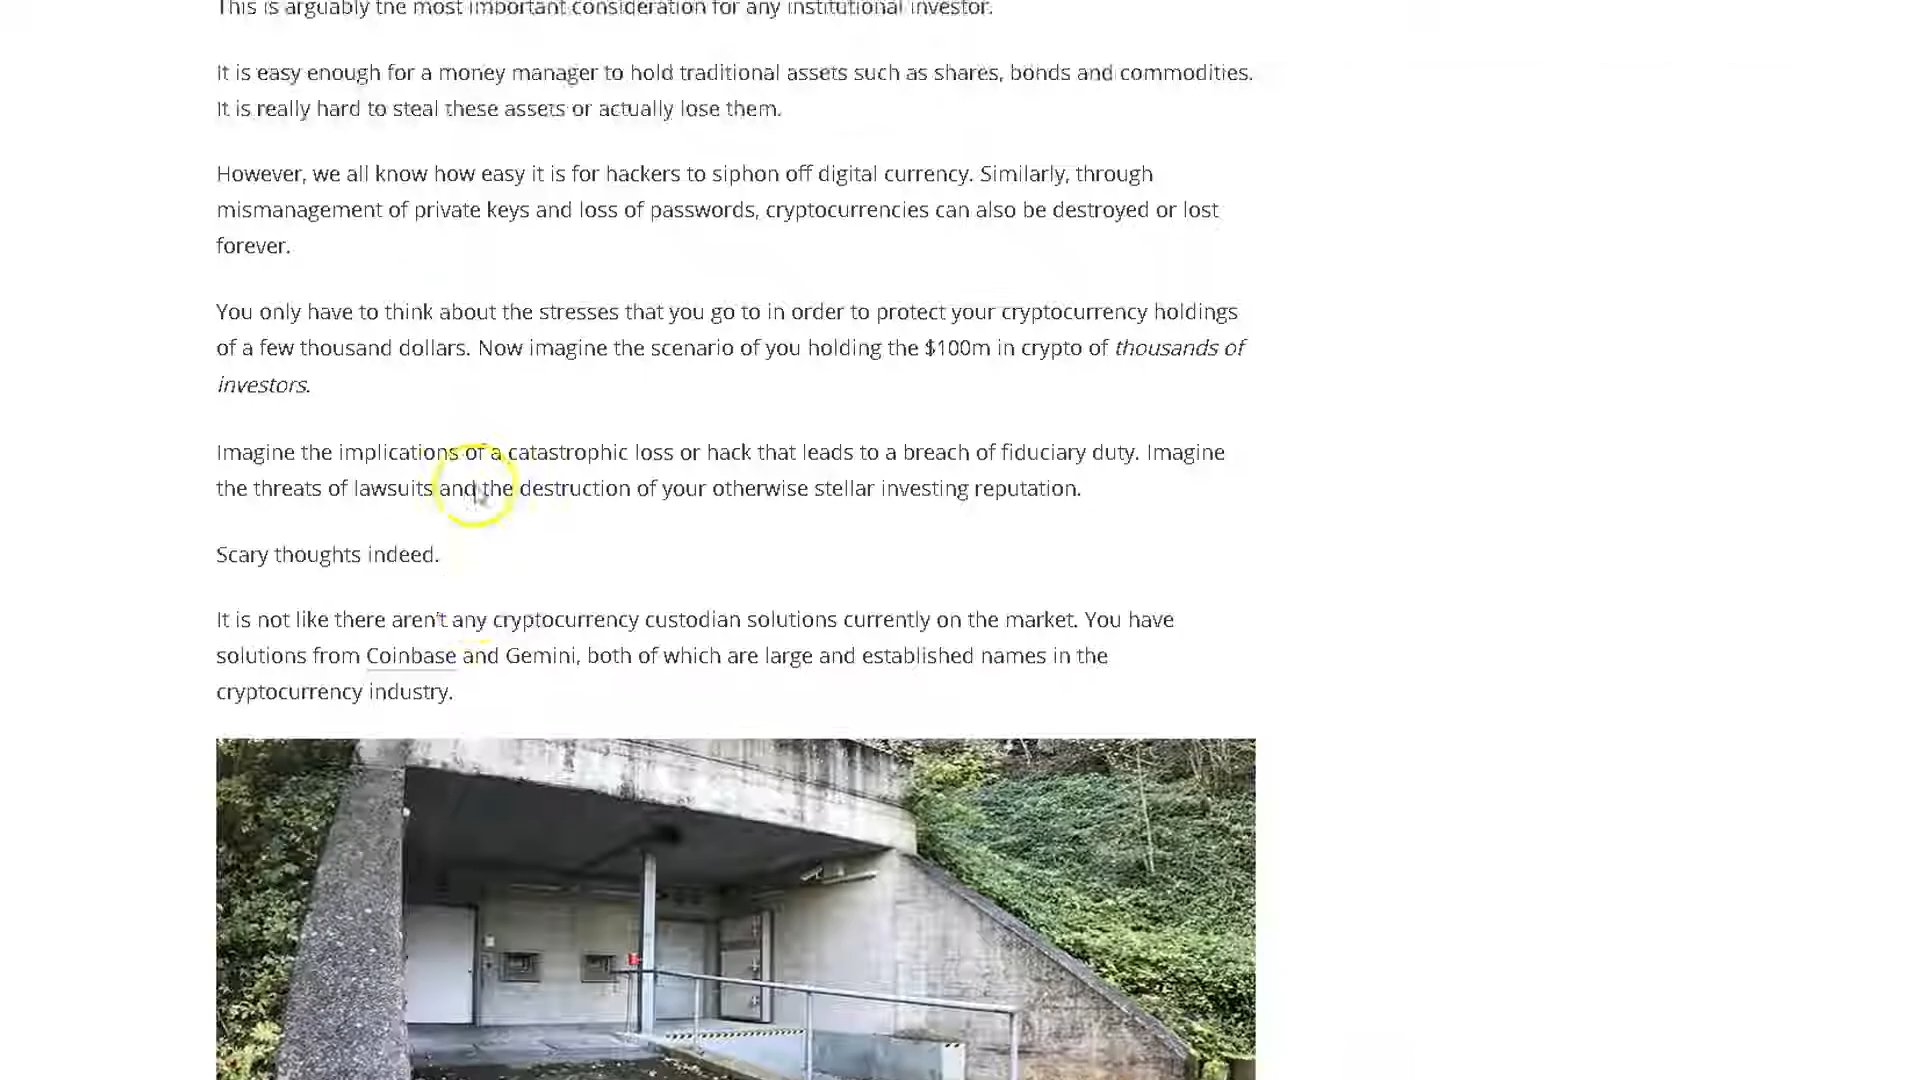 This is arguably the most important consideration for any institutional investor.
It is easy enough for a money manager to hold traditional assets such as shares, bonds and commodities.
It is really hard to steal these assets or actually lose them.
However, we all know how easy it is for hackers to siphon off digital currency. Similarly, through
mismanagement of private keys and loss of passwords, cryptocurrencies can also be destroyed or lost
forever.
You only have to think about the stresses that you go to in order to protect your cryptocurrency holdings
of a few thousand dollars. Now imagine the scenario of you holding the $100m in crypto of thousands of
investors.
Imagine the implications of a catastrophic loss or hack that leads to a breach of fiduciary duty. Imagine
the threats of lawsuits and the destruction of your otherwise stellar investing reputation.
Scary thoughts indeed.
It is not like there aren't any cryptocurrency custodian solutions currently on the market. You have
solutions from Coinbase and Gemini, both of which are large and established names in the
cryptocurrency industry.